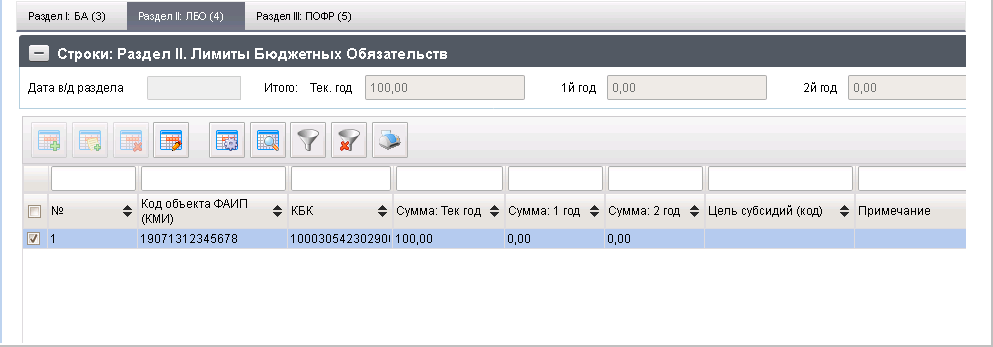 Раздел I: БА (3) Раздел II: ЛБО (4) Раздел III: ПОФР (5)
Строки: Раздел II. Лимиты Бюджетных Обязательств
Дата в/д раздела Итого: Тек. год 100,00 1й год 0,00 2й год 0,00
№ Код объекта ФАИП (КМИ) КБК Сумма: Тек год Сумма: 1 год Сумма: 2 год Цель субсидий (код) Примечание
1 19071312345678 10003054230290 100,00 0,00 0,00